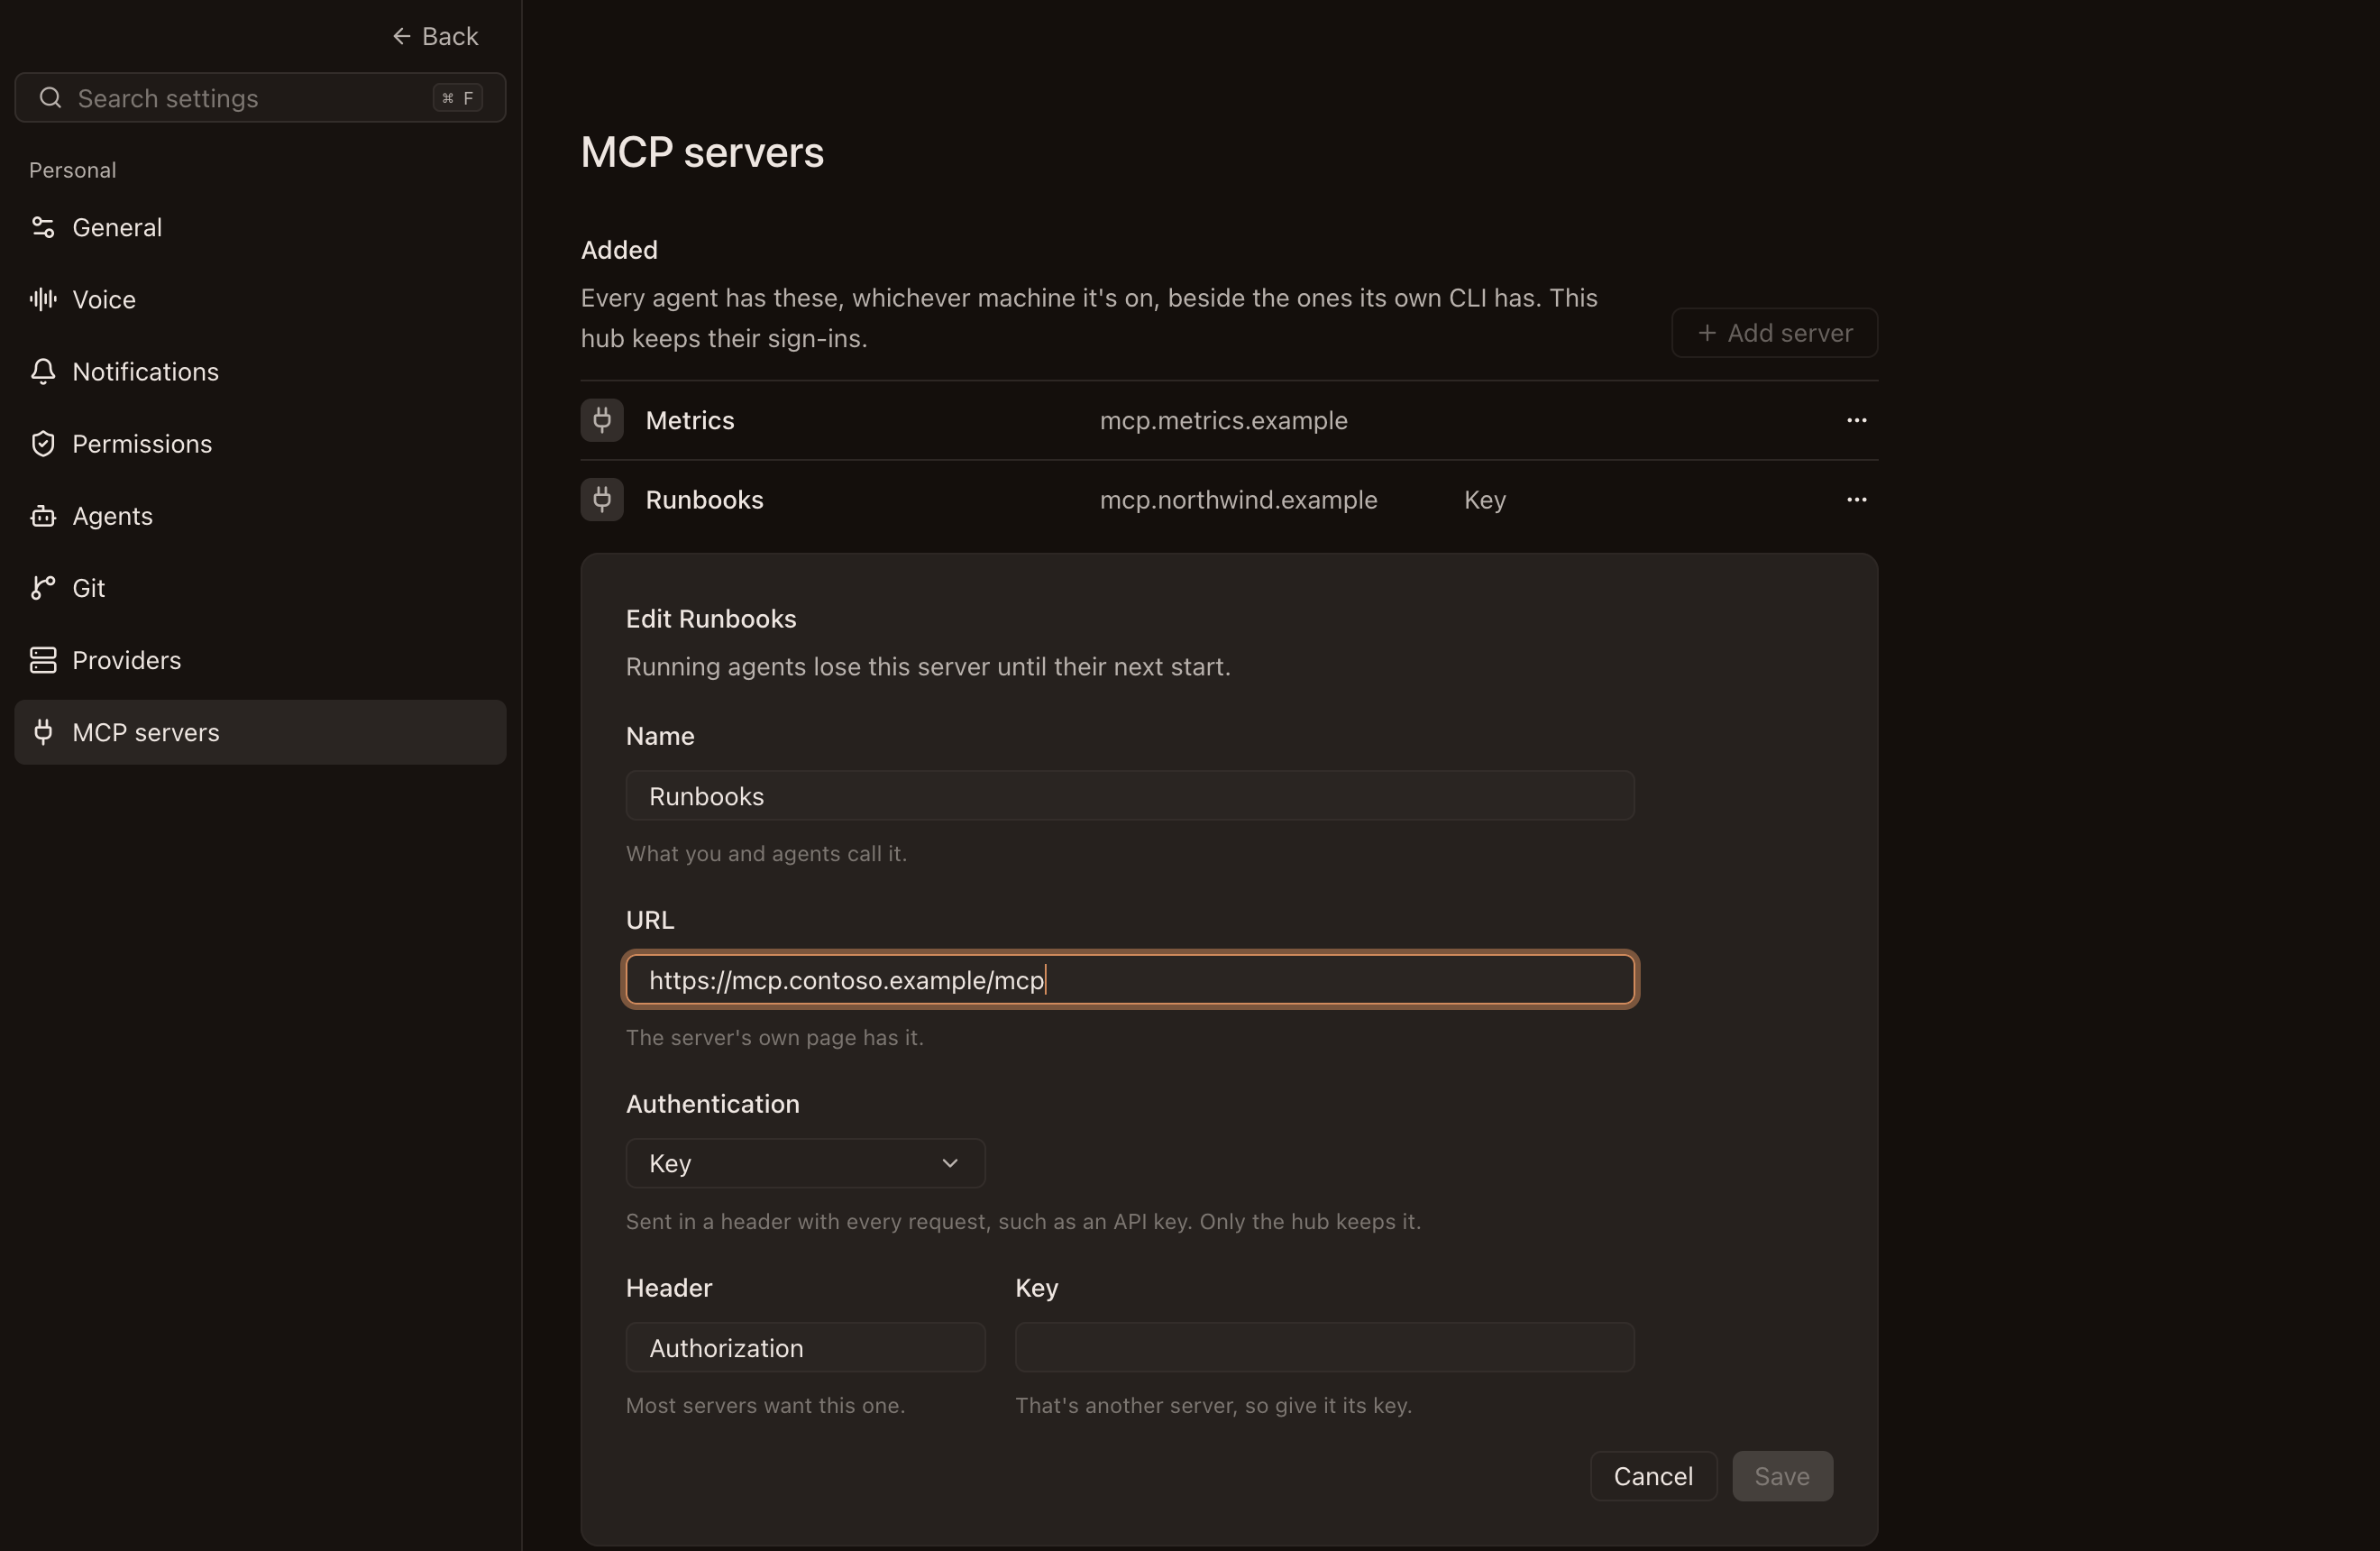 Back
Search settings
⌘ F
Personal
General
Voice
Notifications
Permissions
Agents
Git
Providers
MCP servers
MCP servers
Added
Every agent has these, whichever machine it's on, beside the ones its own CLI has. This
hub keeps their sign-ins.
Add server
Metrics mcp.metrics.example
Runbooks mcp.northwind.example Key
Edit Runbooks
Running agents lose this server until their next start.
Name
Runbooks
What you and agents call it.
URL
https://mcp.contoso.example/mcp
The server's own page has it.
Authentication
Key
Sent in a header with every request, such as an API key. Only the hub keeps it.
Header Key
Authorization
Most servers want this one. That's another server, so give it its key.
Cancel Save